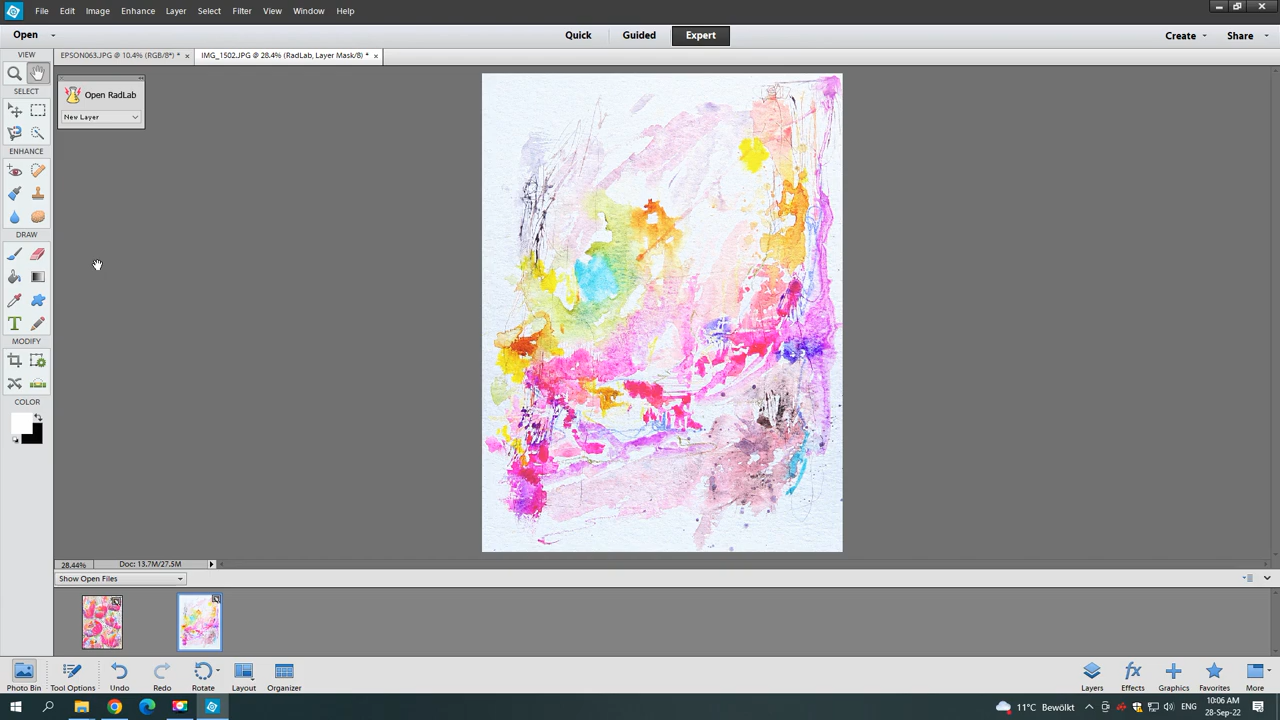 File Edit Image Enhance Layer Select Filter View Window Help
Open Quick Guided Expert Create Share
VIEW
EPSON063.JPG @ 10.4% (RGB/8*) * IMG_1502.JPG @ 28.4% (RadLab, Layer Mask/8) *
SELECT
Open RadLab
New Layer
ENHANCE
DRAW
MODIFY
COLOR
28.44% Doc: 13.7M/27.5M
Show Open Files
Photo Bin Tool Options Undo Redo Rotate Layout Organizer Layers Effects Graphics Favorites More
11°C Bewölkt ENG
10:06 AM
28-Sep-22